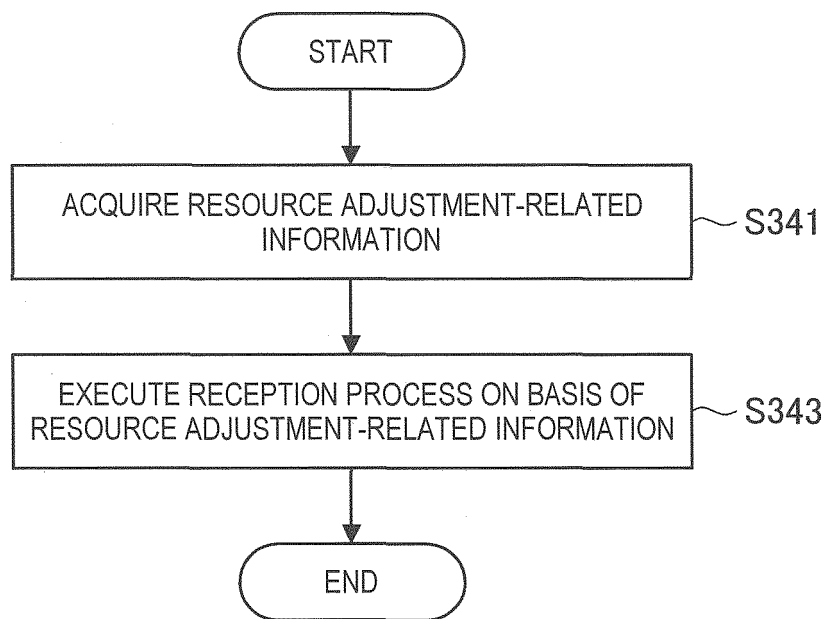 START
ACQUIRE RESOURCE ADJUSTMENT-RELATED
INFORMATION
S341
EXECUTE RECEPTION PROCESS ON BASIS OF
RESOURCE ADJUSTMENT-RELATED INFORMATION
S343
END